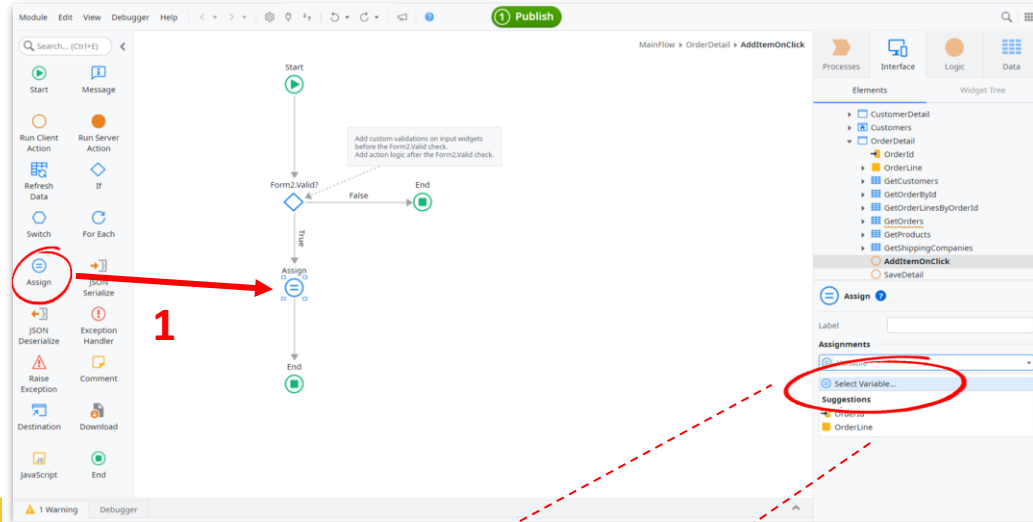 Module Edit View Debugger Help
1 Publish
Search... (Ctrl+E)
Start
Message
Run Client
Action
Run Server
Action
Refresh
Data
If
Switch
For Each
Assign
JSON
Serialize
JSON
Deserialize
Exception
Handler
Raise
Exception
Comment
Destination
Download
JS
JavaScript
End
MainFlow AddItemOnClick OrderDetail
Start
Add custom validations on input widgets
before the Form2.Valid check.
Add action logic after the Form2.Valid check.
Form2.Valid?
False
End
True
Assign
1
End
Processes
Interface
Logic
Data
Elements
Widget Tree
CustomerDetail
Customers
OrderDetail
OrderId
OrderLine
GetCustomers
GetOrderById
GetOrderLinesByOrderId
GetOrders
GetProducts
GetShippingCompanies
AddItemOnClick
SaveDetail
Assign ?
Label
Assignments
Variable
Select Variable...
Suggestions
OrderId
OrderLine
1 Warning
Debugger